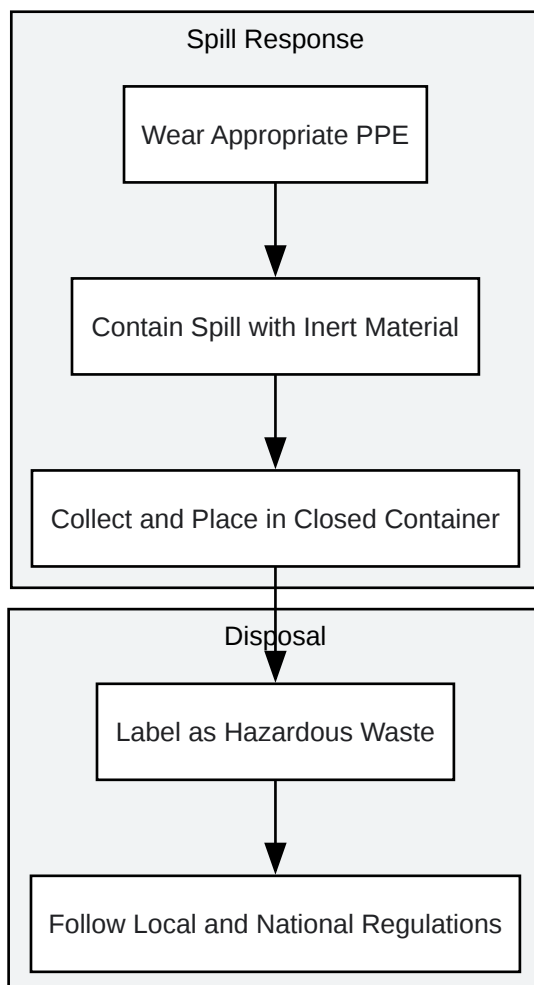 Spill Response
Wear Appropriate PPE
Contain Spill with Inert Material
Collect and Place in Closed Container
Disposal
Label as Hazardous Waste
Follow Local and National Regulations